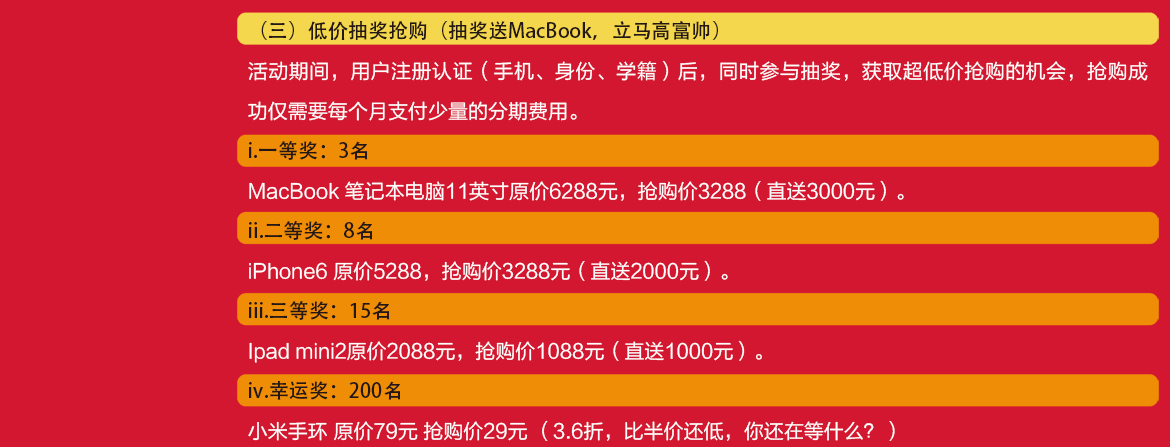 （三）低价抽奖抢购（抽奖送MacBook，立马高富帅）
活动期间，用户注册认证（手机、身份、学籍）后，同时参与抽奖，获取超低价抢购的机会，抢购成
功仅需要每个月支付少量的分期费用。
i.一等奖：3名
MacBook 笔记本电脑11英寸原价6288元，抢购价3288（直送3000元）。
ii.二等奖：8名
iPhone6 原价5288，抢购价3288元（直送2000元）。
iii.三等奖：15名
Ipad mini2原价2088元，抢购价1088元（直送1000元）。
iv.幸运奖：200名
小米手环 原价79元 抢购价29元（3.6折，比半价还低，你还在等什么？）